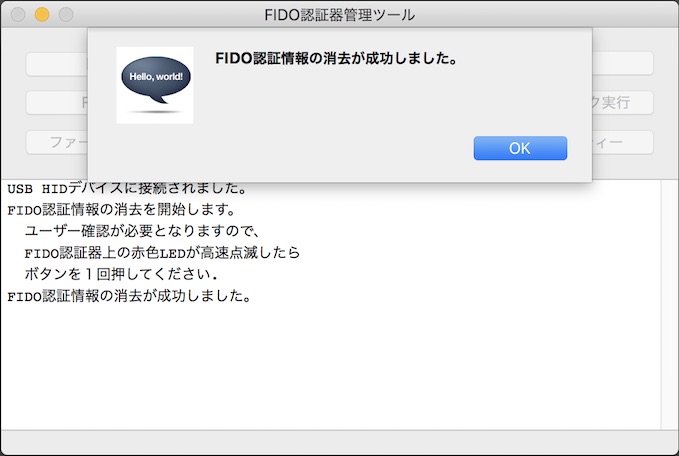 FIDO認証器管理ツール
Hello, world!
FIDO認証情報の消去が成功しました。
OK
ク実行
ファー
ィー
USB HIDデバイスに接続されました。
FIDO認証情報の消去を開始します。
ユーザー確認が必要となりますので、
FIDO認証器上の赤色LEDが高速点滅したら
ボタンを１回押してください.
FIDO認証情報の消去が成功しました。